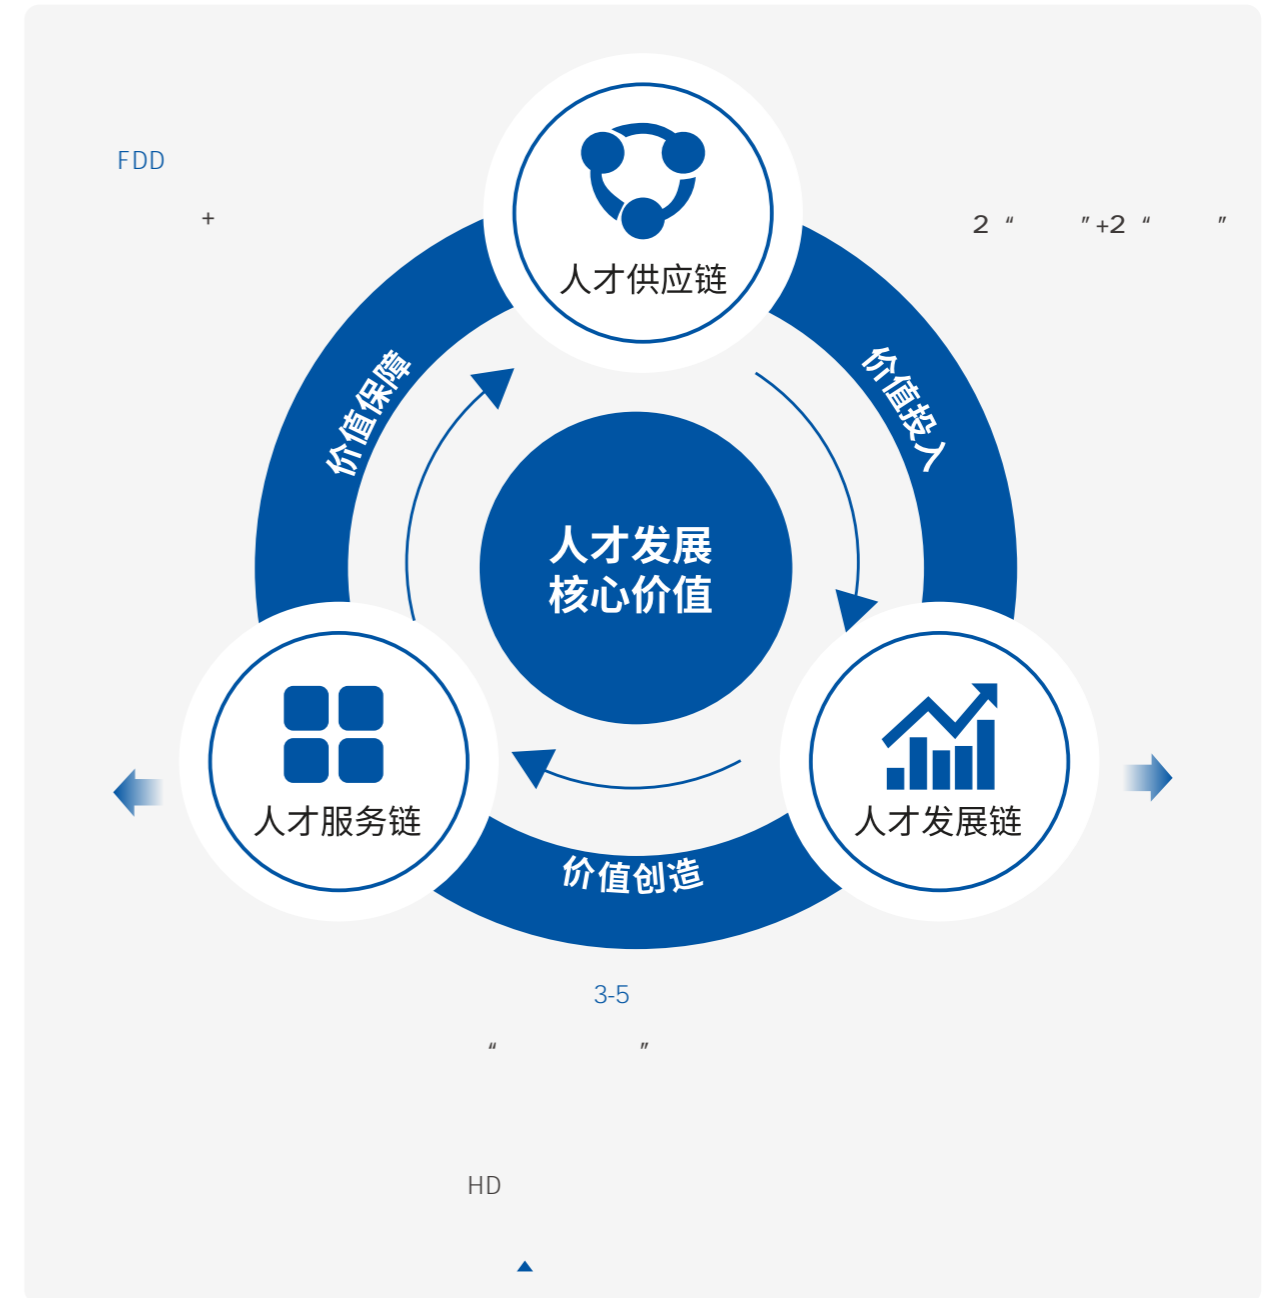 FDD
+
2 “ ” +2 “ ”
人才供应链
价值保障
价值投入
人才发展
核心价值
人才服务链
人才发展链
价值创造
3-5
“ ”
HD